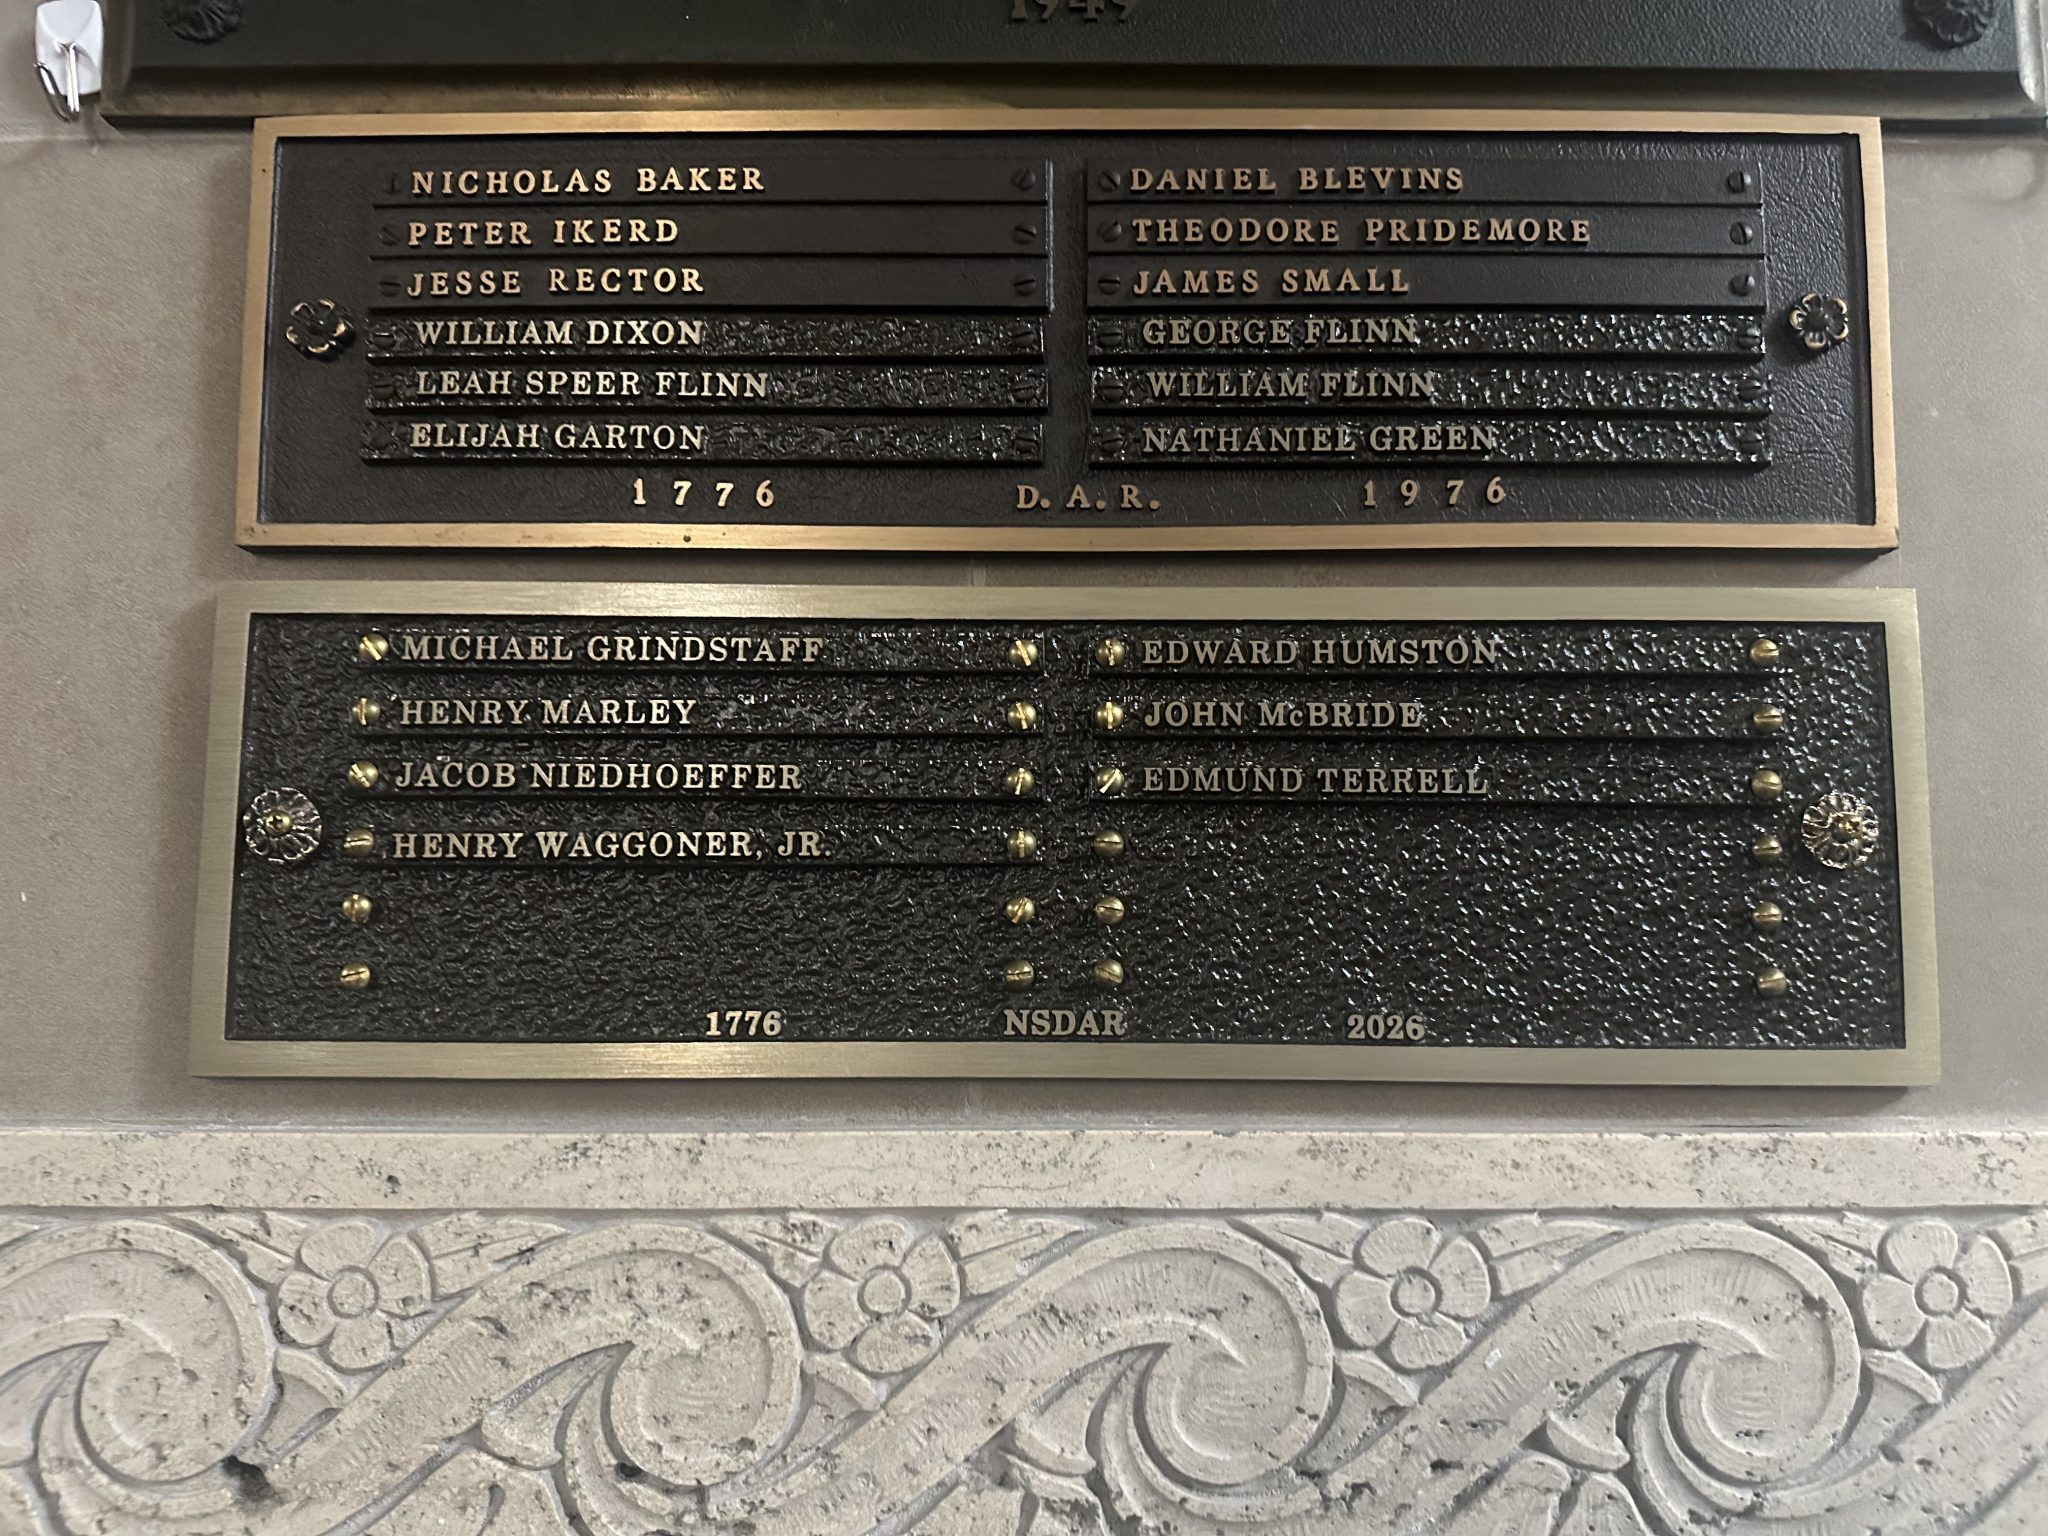 1949
NICHOLAS BAKER
PETER IKERD
JESSE RECTOR
WILLIAM DIXON
LEAH SPEER FLINN
ELIJAH GARTON
DANIEL BLEVINS
THEODORE PRIDEMORE
JAMES SMALL
GEORGE FLINN
WILLIAM FLINN
NATHANIEL GREEN
1776 D.A.R. 1976
MICHAEL GRINDSTAFF
HENRY MARLEY
JACOB NIEDHOEFFER
HENRY WAGGONER, JR.
EDWARD HUMSTON
JOHN McBRIDE
EDMUND TERRELL
1776 NSDAR 2026